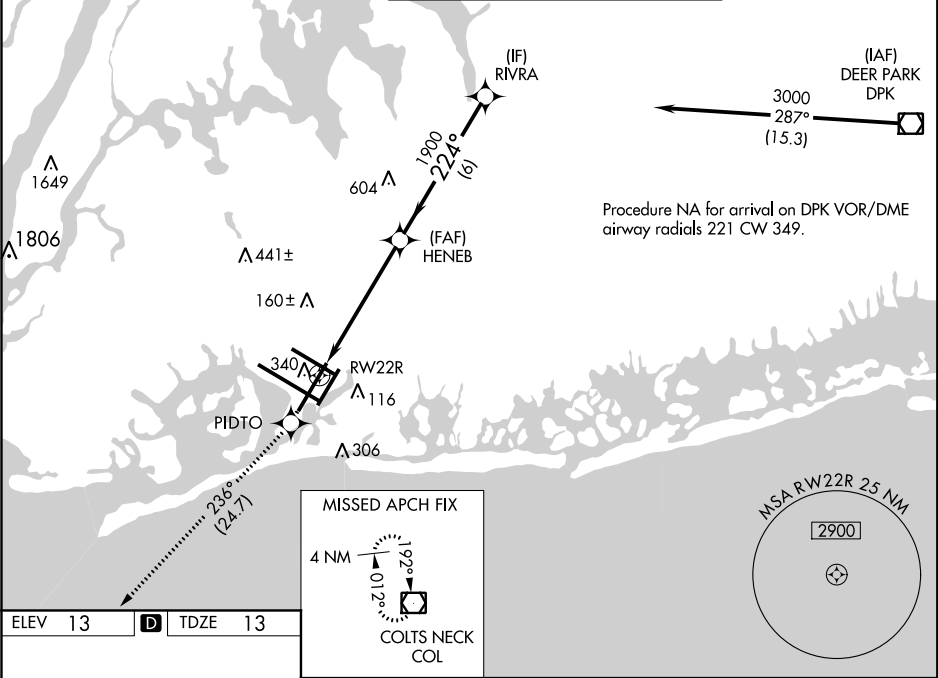 (IF)
RIVRA
(IAF)
DEER PARK
DPK
3000
287°
(15.3)
1900
224°
(6)
1649
604
Procedure NA for arrival on DPK VOR/DME
airway radials 221 CW 349.
1806
441±
(FAF)
HENEB
160±
340
RW22R
116
PIDTO
306
236°
(24.7)
MISSED APCH FIX
4 NM
192°
012°
COLTS NECK
COL
MSA RW22R 25 NM
2900
ELEV 13
D
TDZE 13